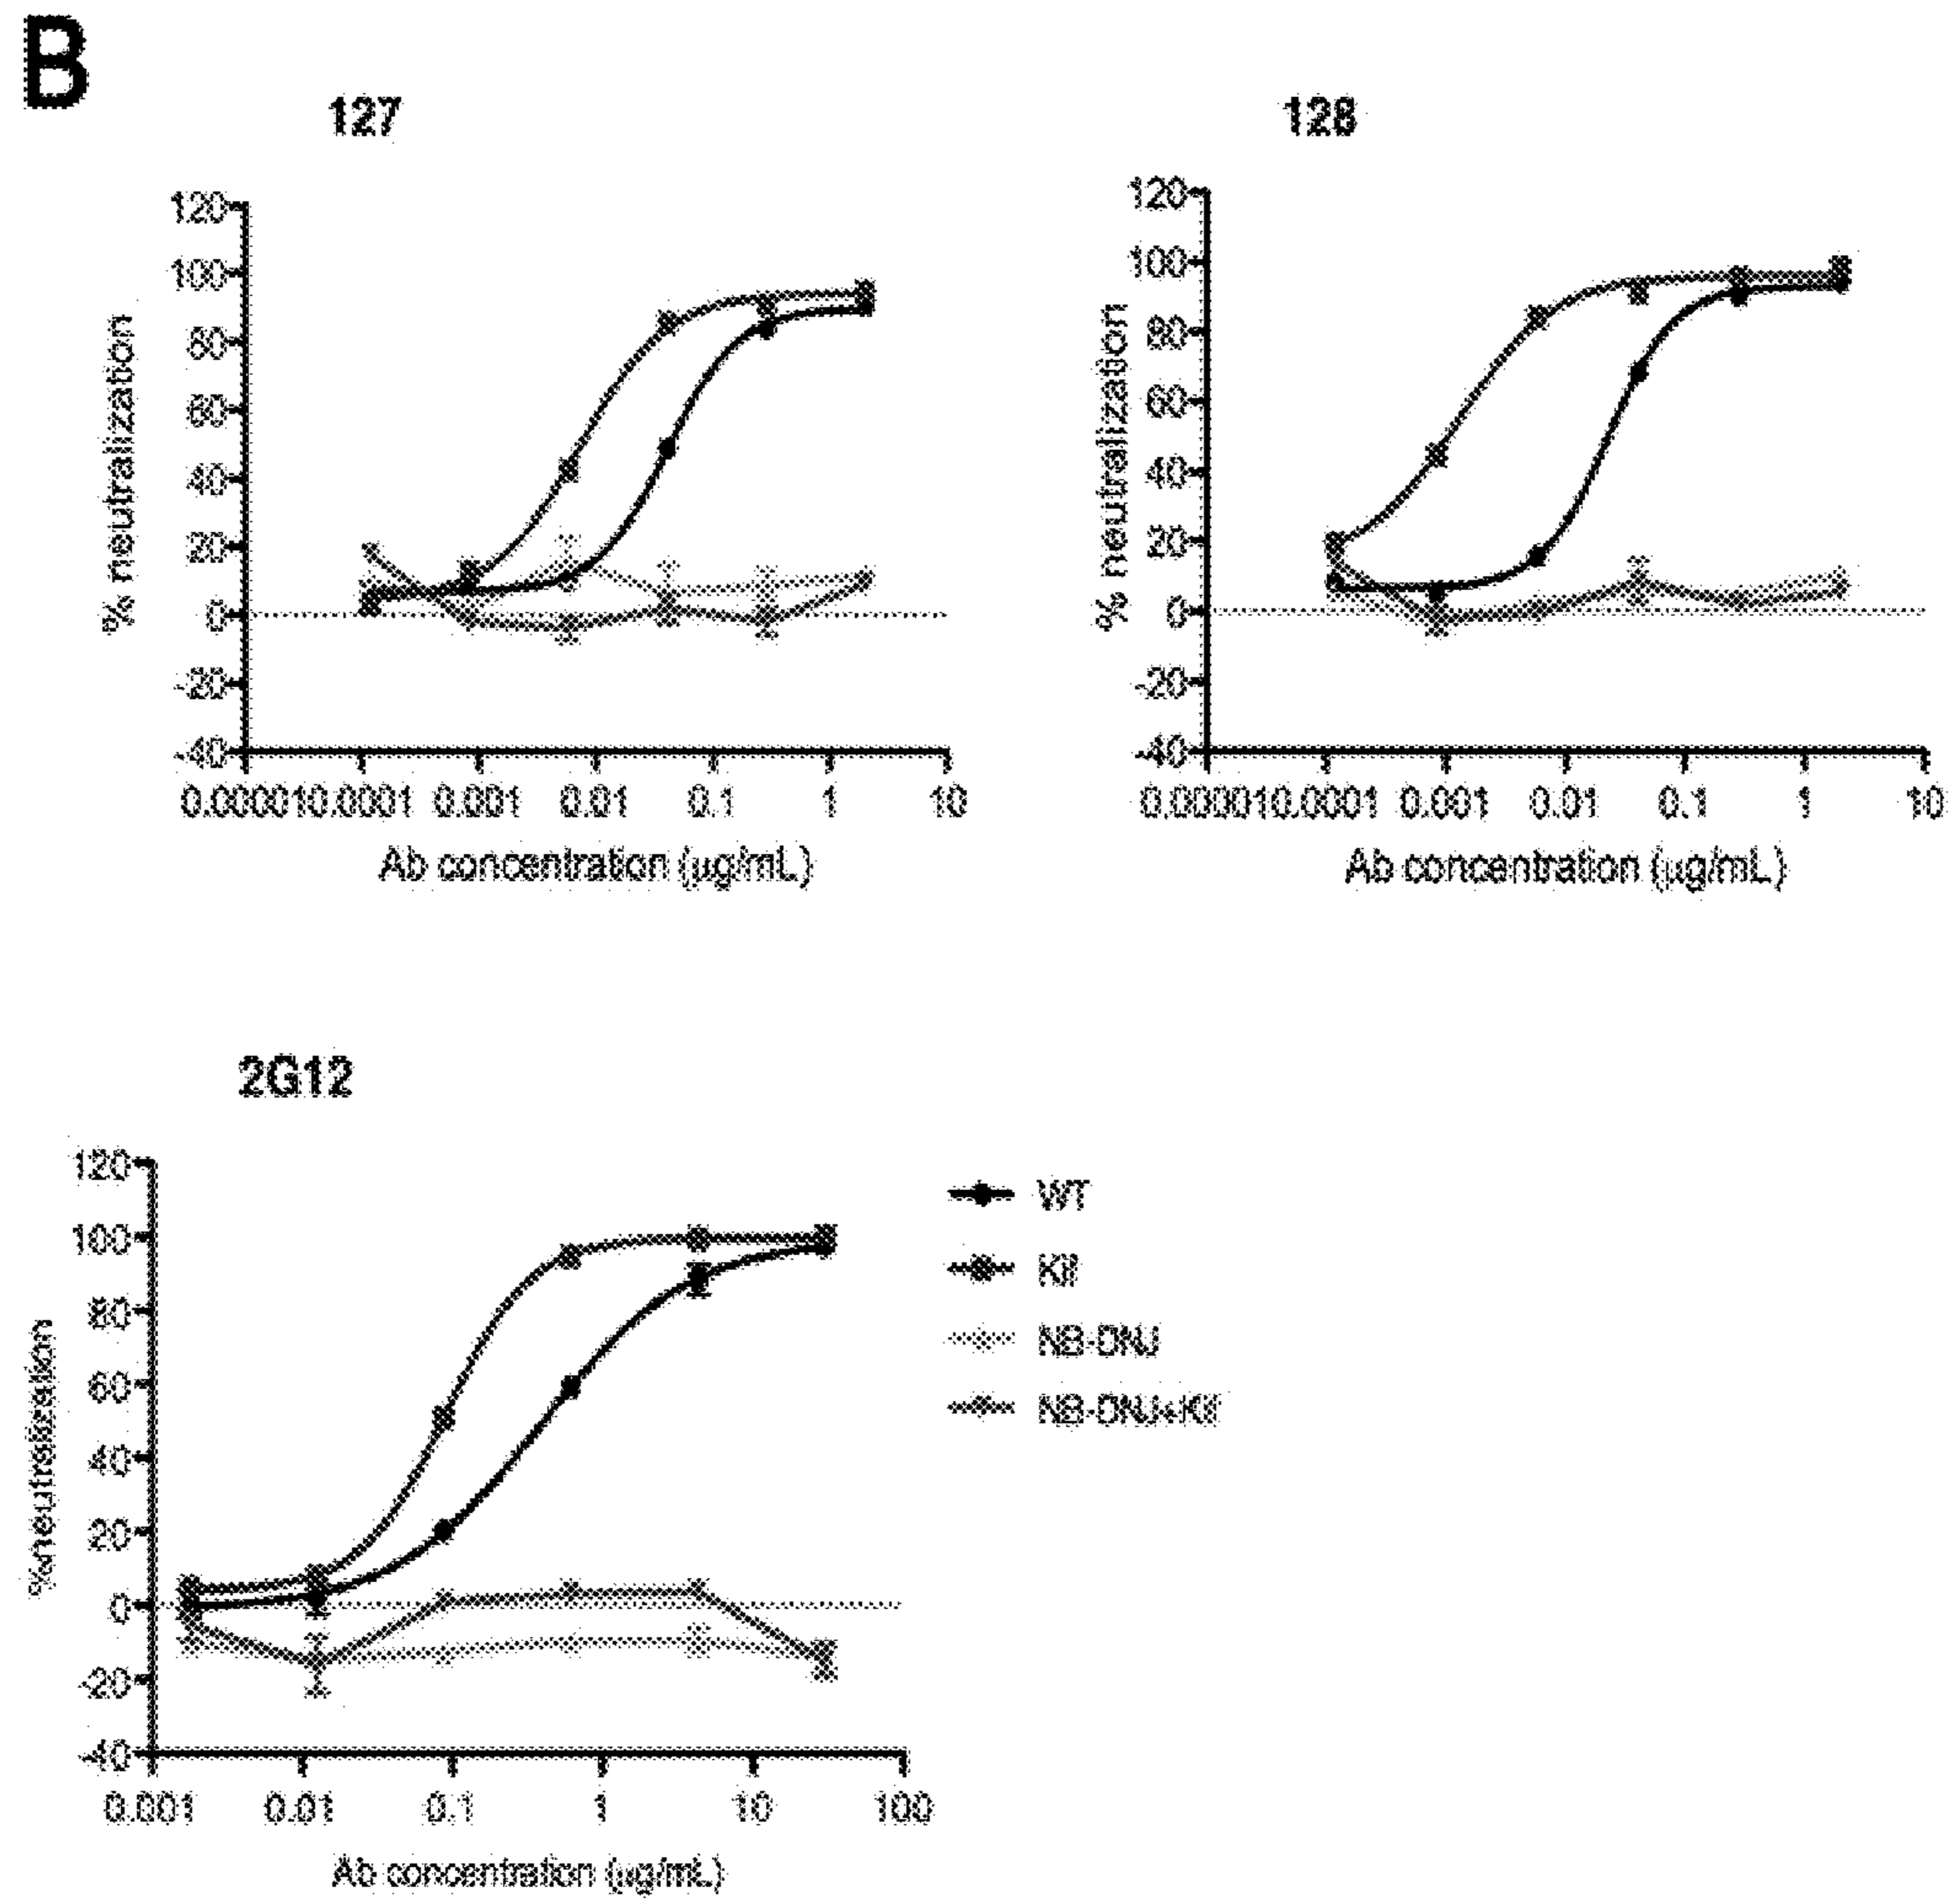 B
127
128
120
100
80
60
40
20
0
-20
-40
% neutralization
0.00001 0.0001 0.001 0.01 0.1 1 10
Ab concentration (µg/mL)
120
100
80
60
40
20
0
-20
-40
% neutralization
0.00001 0.0001 0.001 0.01 0.1 1 10
Ab concentration (µg/mL)
2G12
120
100
80
60
40
20
0
-20
-40
%neutralization
0.001 0.01 0.1 1 10 100
Ab concentration (µg/mL)
WT
Kif
NB-DNJ
NB-DNJ+Kif